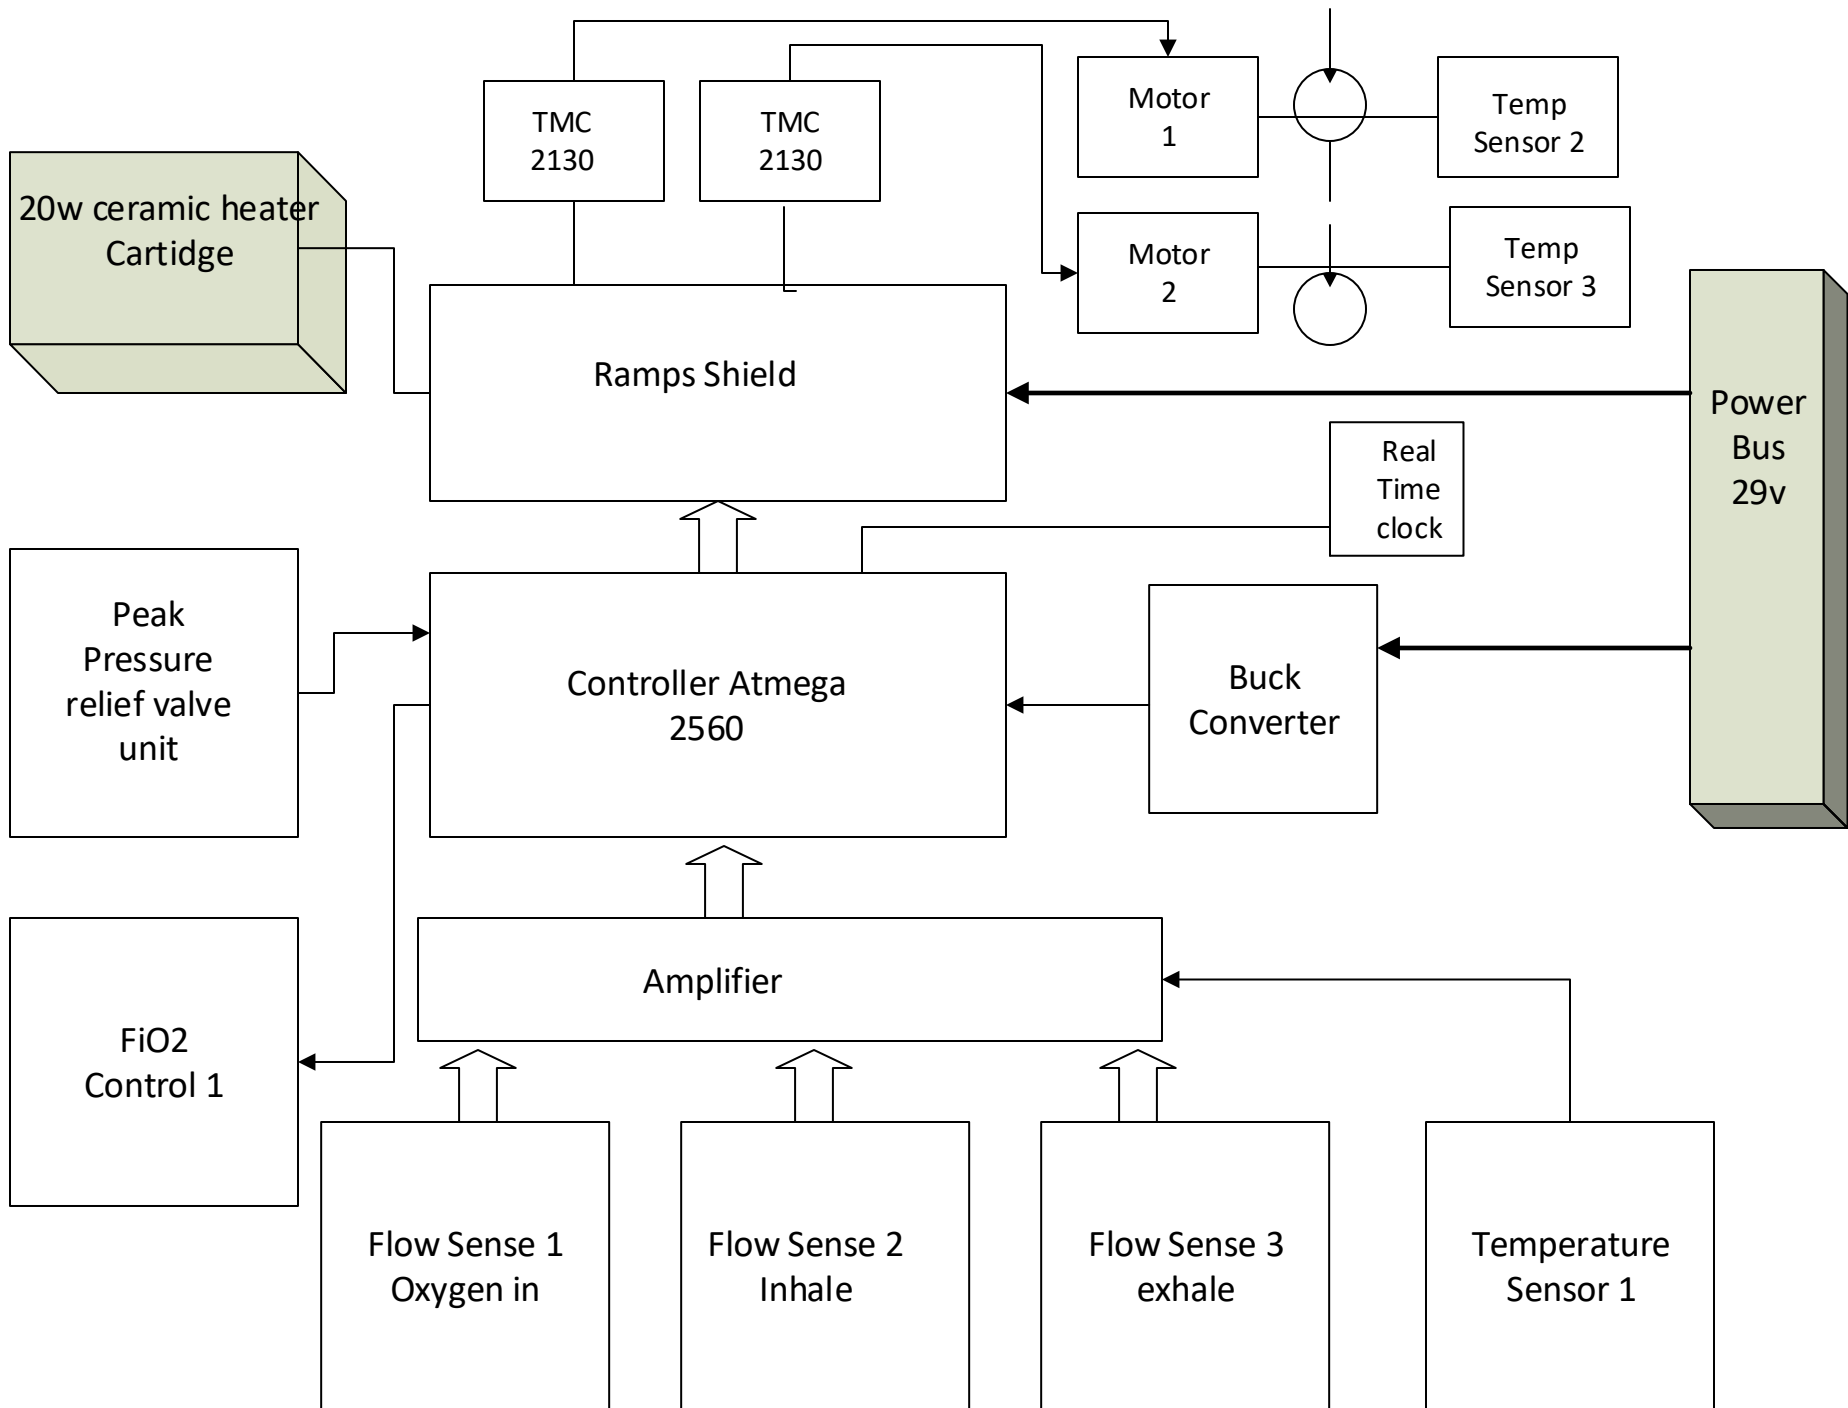 TMC
2130
TMC
2130
Motor
1
Temp
Sensor 2
20w ceramic heater
Cartidge
Motor
2
Temp
Sensor 3
Ramps Shield
Power
Bus
29v
Real
Time
clock
Peak
Pressure
relief valve
unit
Controller Atmega
2560
Buck
Converter
Amplifier
FiO2
Control 1
Flow Sense 1
Oxygen in
Flow Sense 2
Inhale
Flow Sense 3
exhale
Temperature
Sensor 1